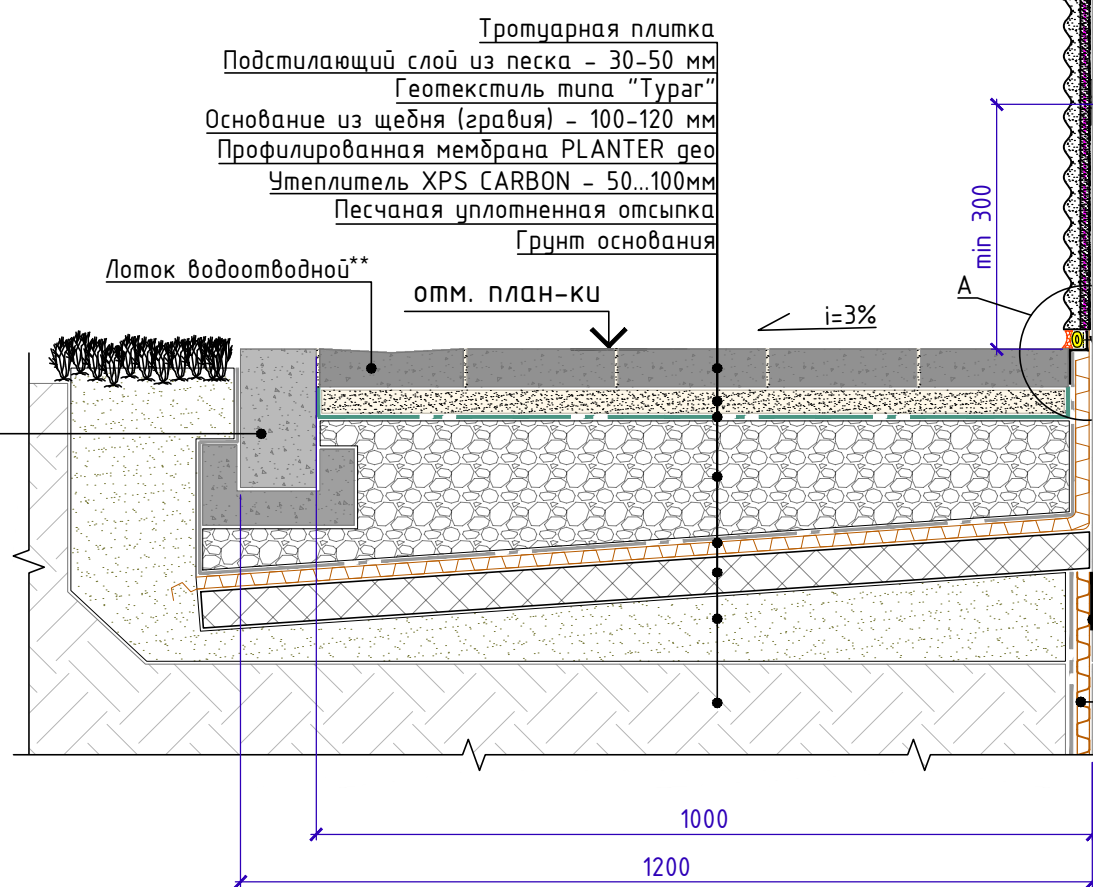 Тротуарная плитка
Подстилающий слой из песка - 30-50 мм
Геотекстиль типа "Typar"
Основание из щебня (гравия) - 100-120 мм
Профилированная мембрана PLANTER geo
Утеплитель XPS CARBON - 50...100мм
Песчаная уплотненная отсыпка
Грунт основания
Лоток водоотводной**
отм. план-ки
i=3%
А
min 300
1000
1200